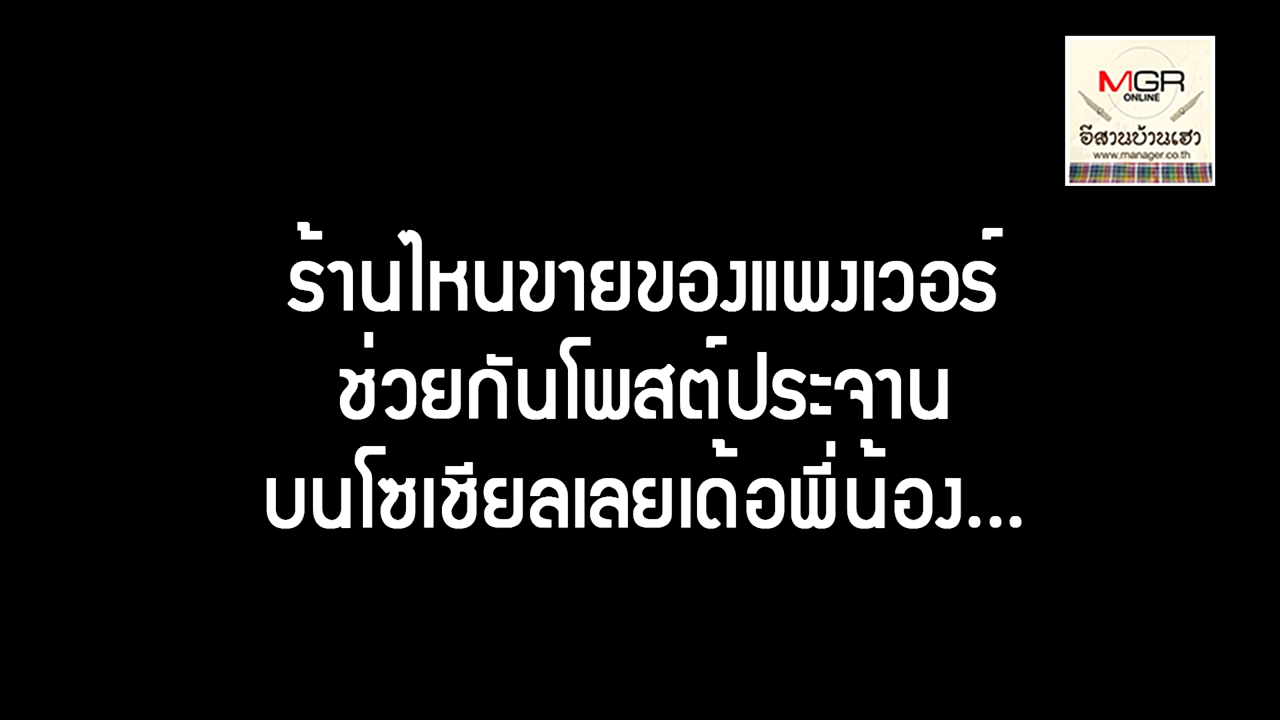 MGR
ONLINE
อีสานบ้านเฮา
www.manager.co.th
ร้านไหนขายของแพงเวอร์
ช่วยกันโพสต์ประจาน
บนโซเชียลเลยเด้อพี่น้อง...